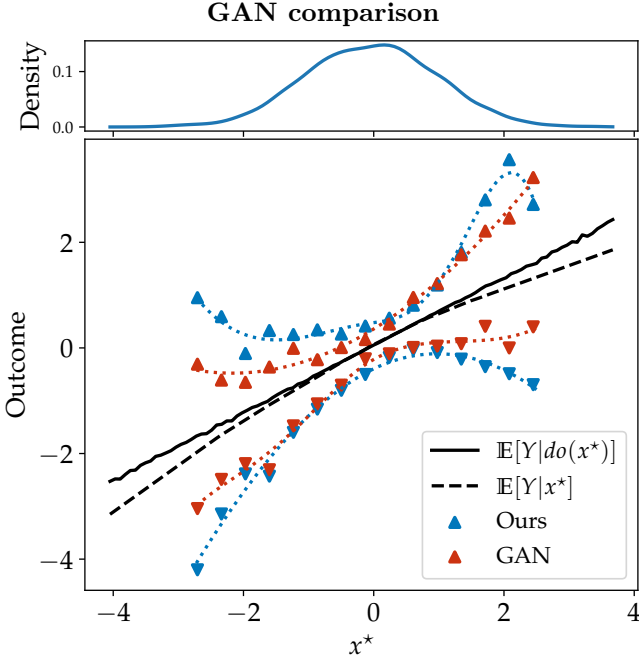 GAN comparison
Density
0.1
0.0
Outcome
2
0
−2
−4
𝔼[Y|do(x⋆)]
𝔼[Y|x⋆]
Ours
GAN
−4 −2 0 2 4
x⋆